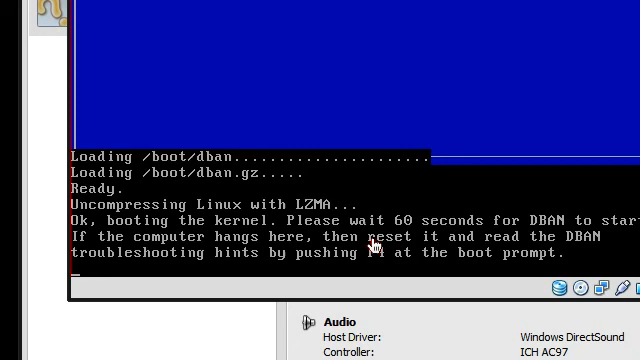 Loading /boot/dban......................
Loading /boot/dban.gz.....
Ready.
Uncompressing Linux with LZMA...
Ok, booting the kernel. Please wait 60 seconds for DBAN to start
If the computer hangs here, then reset it and read the DBAN
troubleshooting hints by pushing F4 at the boot prompt.
Audio
Host Driver: Windows DirectSound
Controller: ICH AC97